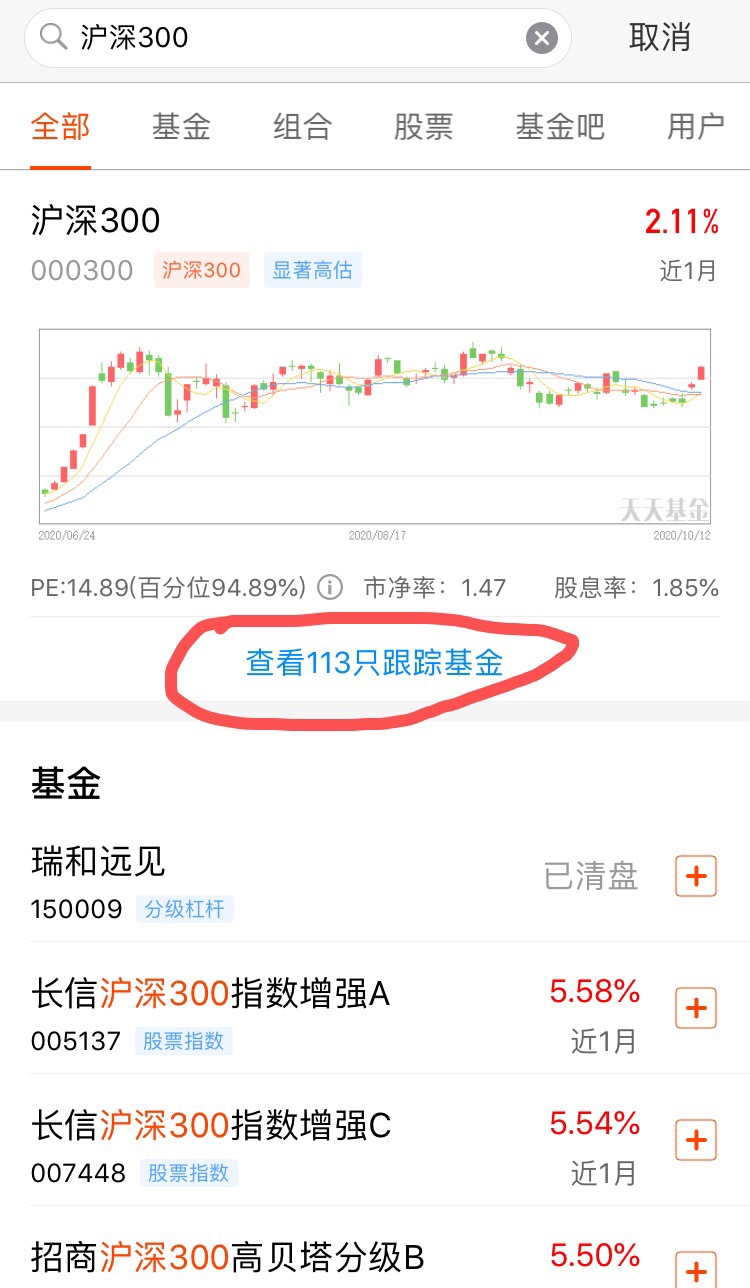 沪深300 取消
全部 基金 组合 股票 基金吧 用户
沪深300 2.11%
000300 沪深300 显著高估 近1月
天天基金
2020/06/24 2020/08/17 2020/10/12
PE:14.89(百分位94.89%) 市净率：1.47 股息率：1.85%
查看113只跟踪基金
基金
瑞和远见 已清盘
150009 分级杠杆
长信沪深300指数增强A 5.58%
005137 股票指数 近1月
长信沪深300指数增强C 5.54%
007448 股票指数 近1月
招商沪深300高贝塔分级B 5.50%